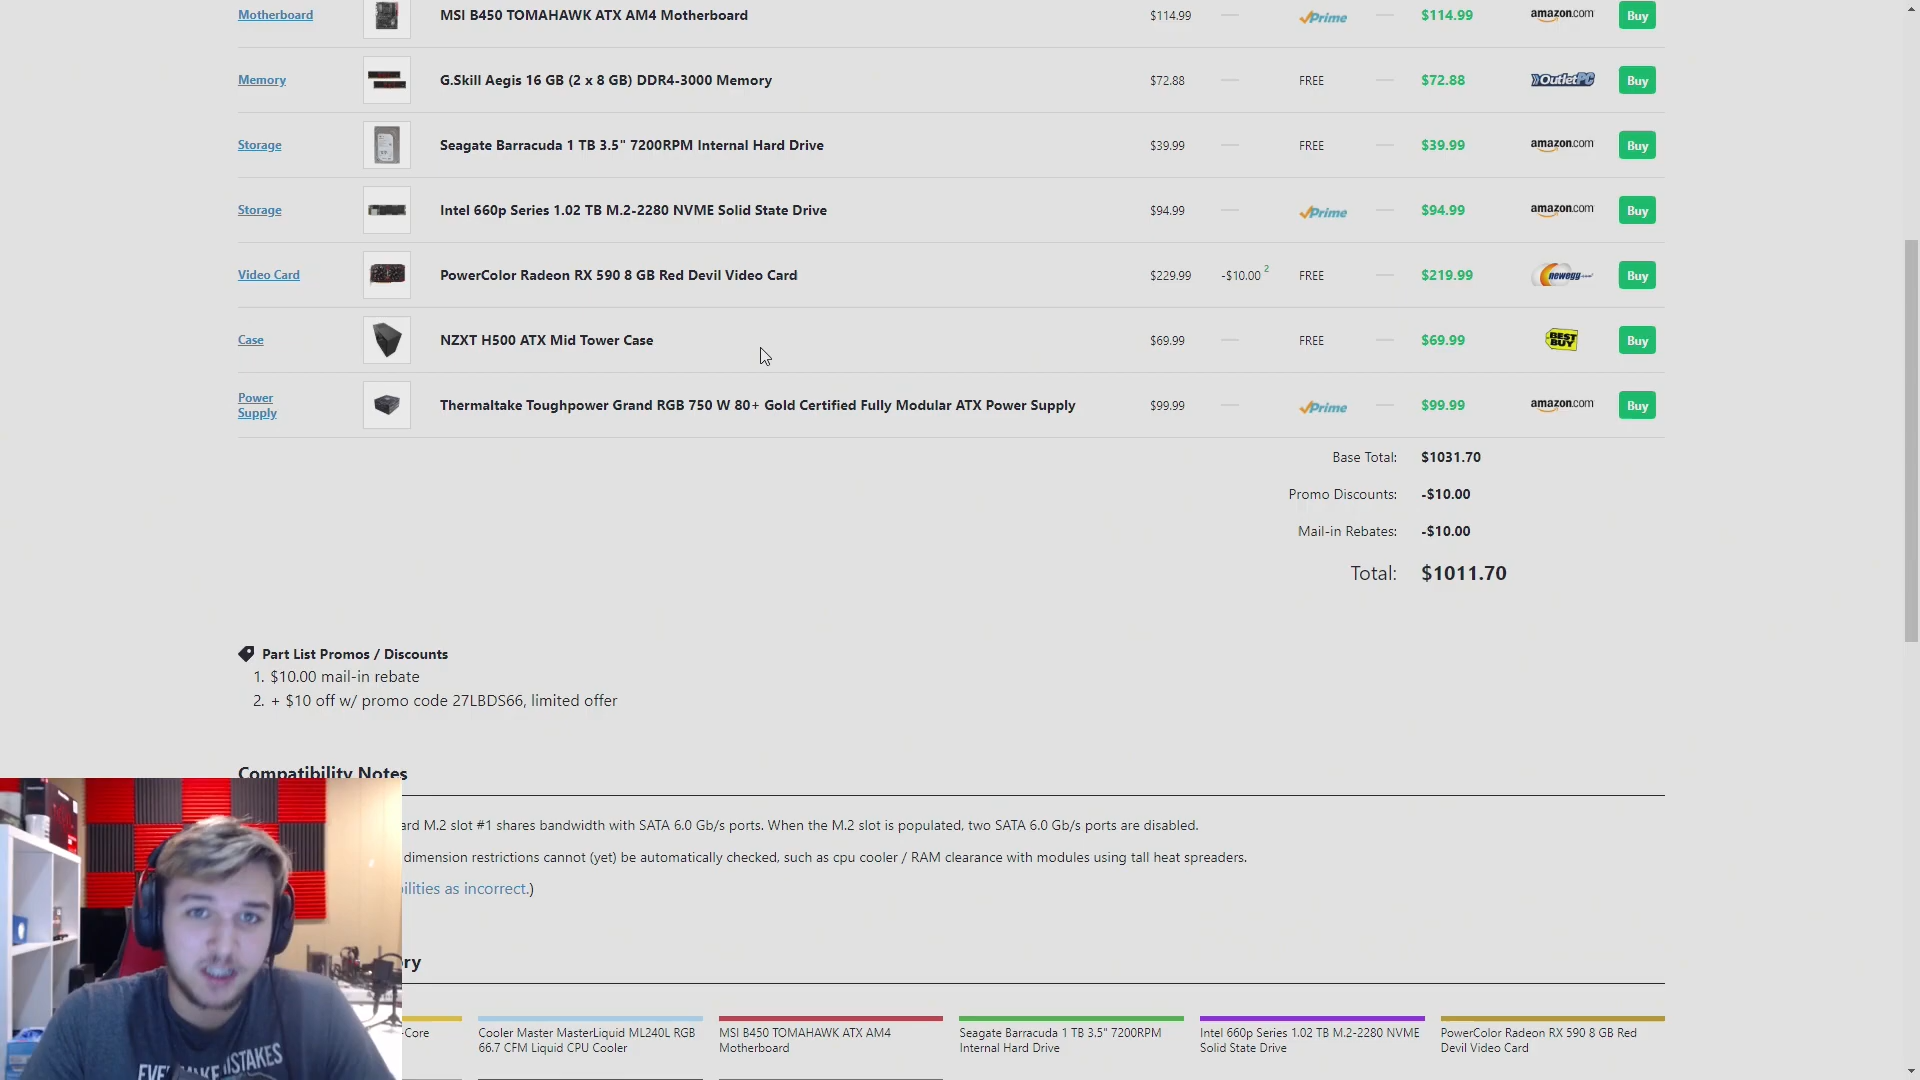 Motherboard MSI B450 TOMAHAWK ATX AM4 Motherboard $114.99 — Prime — $114.99 amazon.com Buy
Memory G.Skill Aegis 16 GB (2 x 8 GB) DDR4-3000 Memory $72.88 — FREE — $72.88 OutletPC Buy
Storage Seagate Barracuda 1 TB 3.5" 7200RPM Internal Hard Drive $39.99 — FREE — $39.99 amazon.com Buy
Storage Intel 660p Series 1.02 TB M.2-2280 NVME Solid State Drive $94.99 — Prime — $94.99 amazon.com Buy
Video Card PowerColor Radeon RX 590 8 GB Red Devil Video Card $229.99 -$10.00 2 FREE — $219.99 newegg.com Buy
Case NZXT H500 ATX Mid Tower Case $69.99 — FREE — $69.99 BEST BUY Buy
Power
Supply Thermaltake Toughpower Grand RGB 750 W 80+ Gold Certified Fully Modular ATX Power Supply $99.99 — Prime — $99.99 amazon.com Buy
Base Total: $1031.70
Promo Discounts: -$10.00
Mail-in Rebates: -$10.00
Total: $1011.70
Part List Promos / Discounts
1. $10.00 mail-in rebate
2. + $10 off w/ promo code 27LBDS66, limited offer
Compatibility Notes
ard M.2 slot #1 shares bandwidth with SATA 6.0 Gb/s ports. When the M.2 slot is populated, two SATA 6.0 Gb/s ports are disabled.
dimension restrictions cannot (yet) be automatically checked, such as cpu cooler / RAM clearance with modules using tall heat spreaders.
bilities as incorrect.)
ry
-Core
Cooler Master MasterLiquid ML240L RGB
66.7 CFM Liquid CPU Cooler
MSI B450 TOMAHAWK ATX AM4
Motherboard
Seagate Barracuda 1 TB 3.5" 7200RPM
Internal Hard Drive
Intel 660p Series 1.02 TB M.2-2280 NVME
Solid State Drive
PowerColor Radeon RX 590 8 GB Red
Devil Video Card
MISTAKES